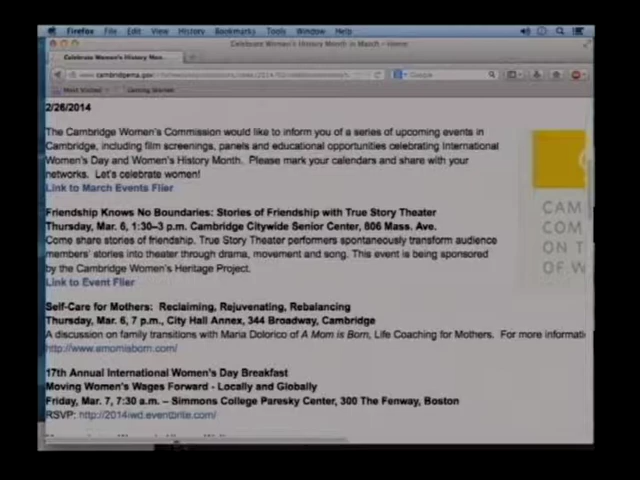 Firefox File Edit View History Bookmarks Tools Window Help
Celebrate Women's History Month in March - Home
Celebrate Women's History Mon...
www.cambridgema.gov
Google
Most Visited Getting Started
2/26/2014
The Cambridge Women's Commission would like to inform you of a series of upcoming events in
Cambridge, including film screenings, panels and educational opportunities celebrating International
Women's Day and Women's History Month. Please mark your calendars and share with your
networks. Let's celebrate women!
Link to March Events Flier
Friendship Knows No Boundaries: Stories of Friendship with True Story Theater
Thursday, Mar. 6, 1:30–3 p.m. Cambridge Citywide Senior Center, 806 Mass. Ave.
Come share stories of friendship. True Story Theater performers spontaneously transform audience
members' stories into theater through drama, movement and song. This event is being sponsored
by the Cambridge Women's Heritage Project.
Link to Event Flier
Self-Care for Mothers: Reclaiming, Rejuvenating, Rebalancing
Thursday, Mar. 6, 7 p.m., City Hall Annex, 344 Broadway, Cambridge
A discussion on family transitions with Maria Dolorico of A Mom is Born, Life Coaching for Mothers. For more informati
http://www.amomisborn.com/
17th Annual International Women's Day Breakfast
Moving Women's Wages Forward - Locally and Globally
Friday, Mar. 7, 7:30 a.m. – Simmons College Paresky Center, 300 The Fenway, Boston
RSVP: http://2014iwd.eventbrite.com/
CAM
COM
ON T
OF W